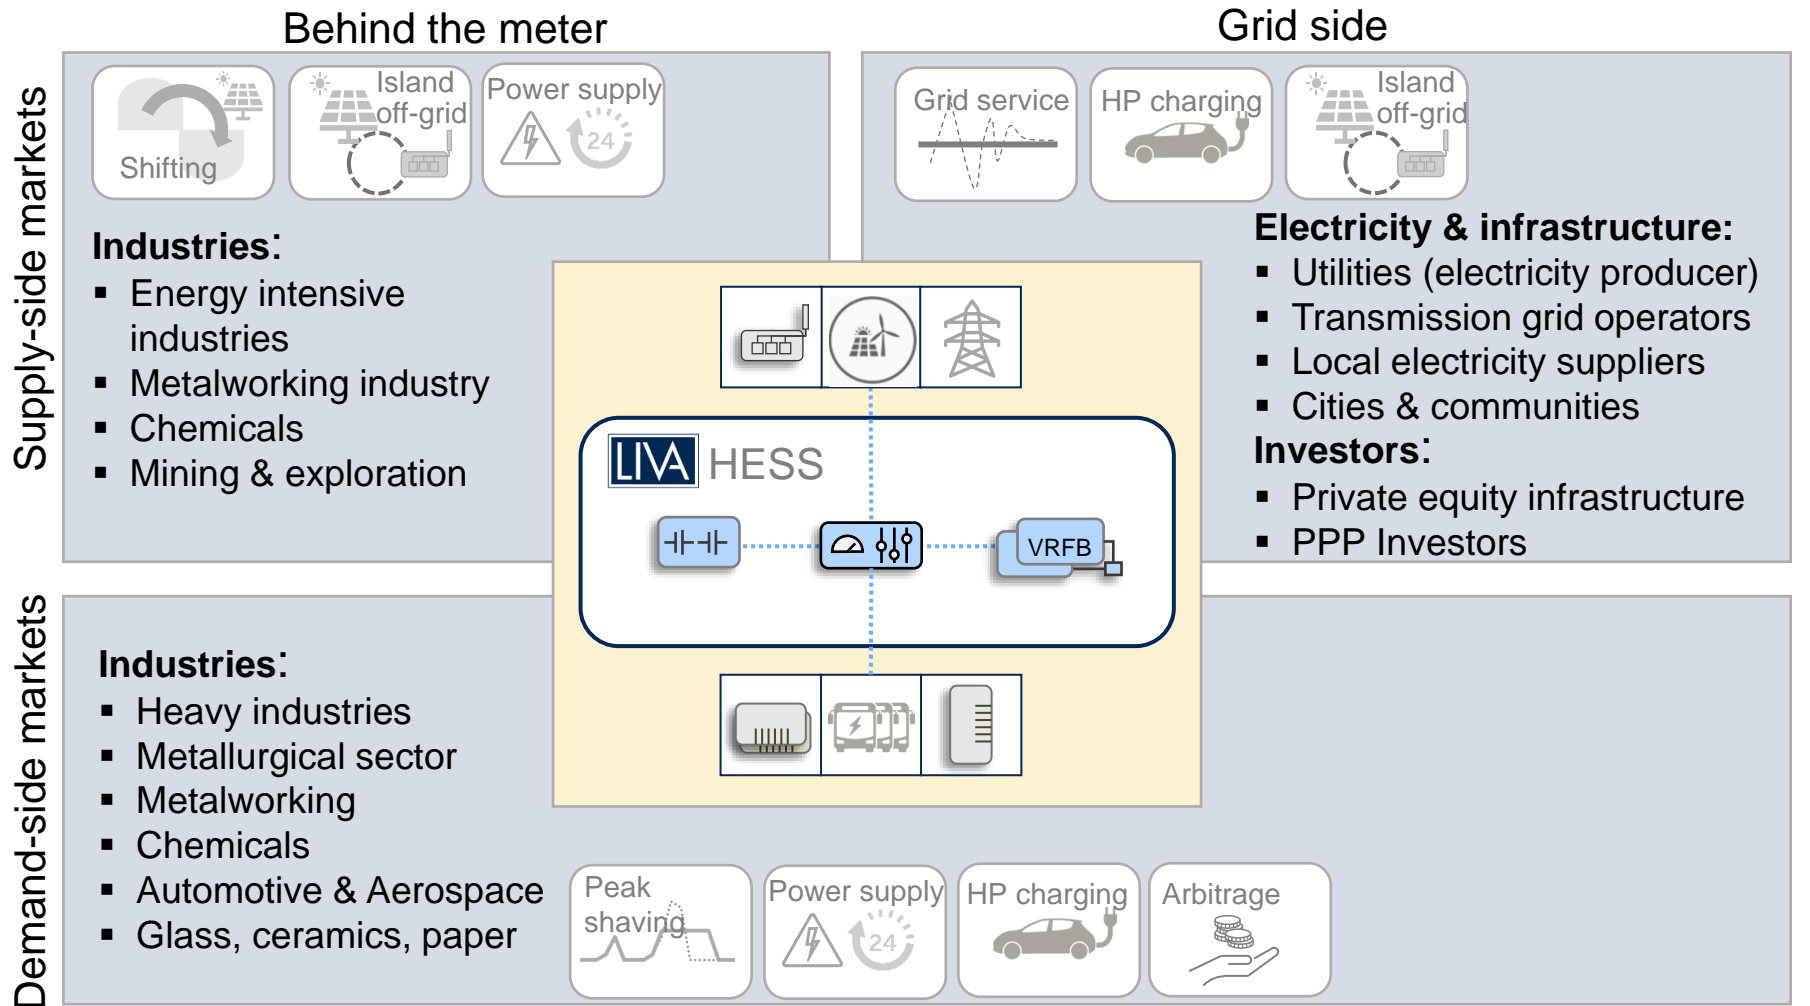 Behind the meter
Grid side
Supply-side markets
Shifting
Island
off-grid
Power supply
24
Industries:
▪ Energy intensive
industries
▪ Metalworking industry
▪ Chemicals
▪ Mining & exploration
Grid service
HP charging
Island
off-grid
Electricity & infrastructure:
▪ Utilities (electricity producer)
▪ Transmission grid operators
▪ Local electricity suppliers
▪ Cities & communities
Investors:
▪ Private equity infrastructure
▪ PPP Investors
LIVA HESS
VRFB
Demand-side markets
Industries:
▪ Heavy industries
▪ Metallurgical sector
▪ Metalworking
▪ Chemicals
▪ Automotive & Aerospace
▪ Glass, ceramics, paper
Peak
shaving
Power supply
24
HP charging
Arbitrage